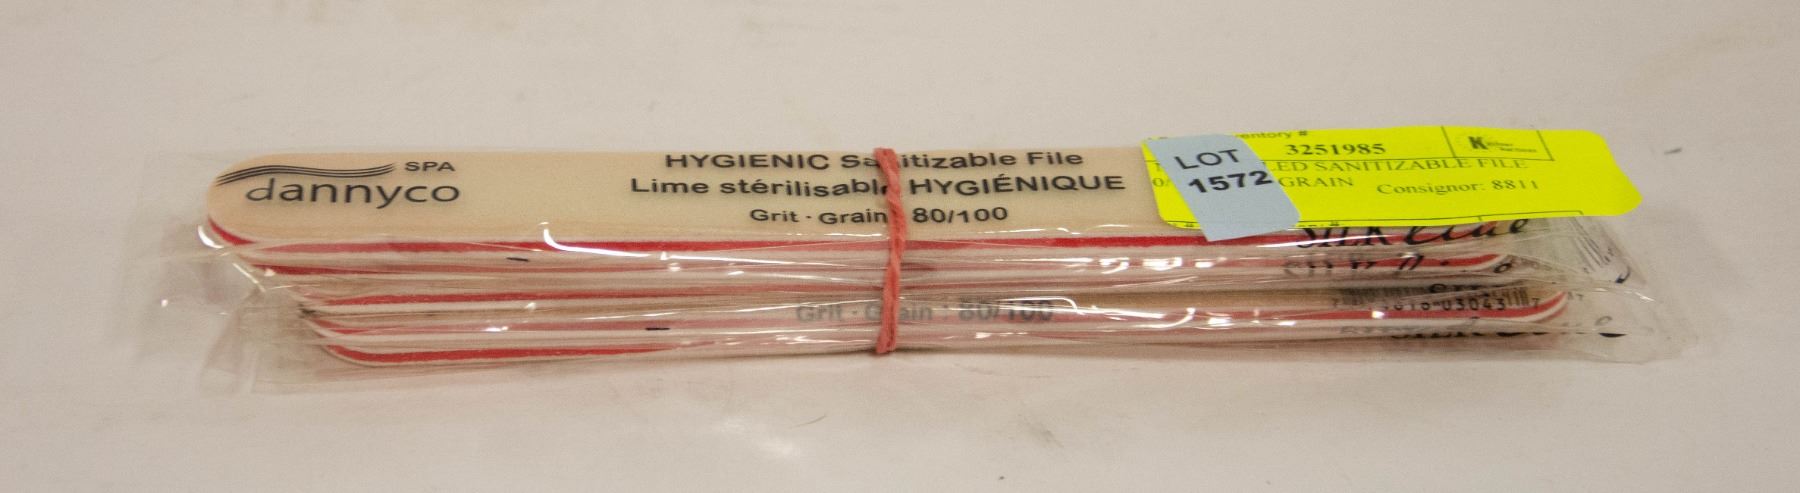 SPA
dannyco
HYGIENIC Sanitizable File
Lime stérilisable HYGIÉNIQUE
Grit · Grain 80/100
LOT
1572
3251985
SANITIZABLE FILE
GRAIN Consignor: 8811
Grit · Grain : 80/100